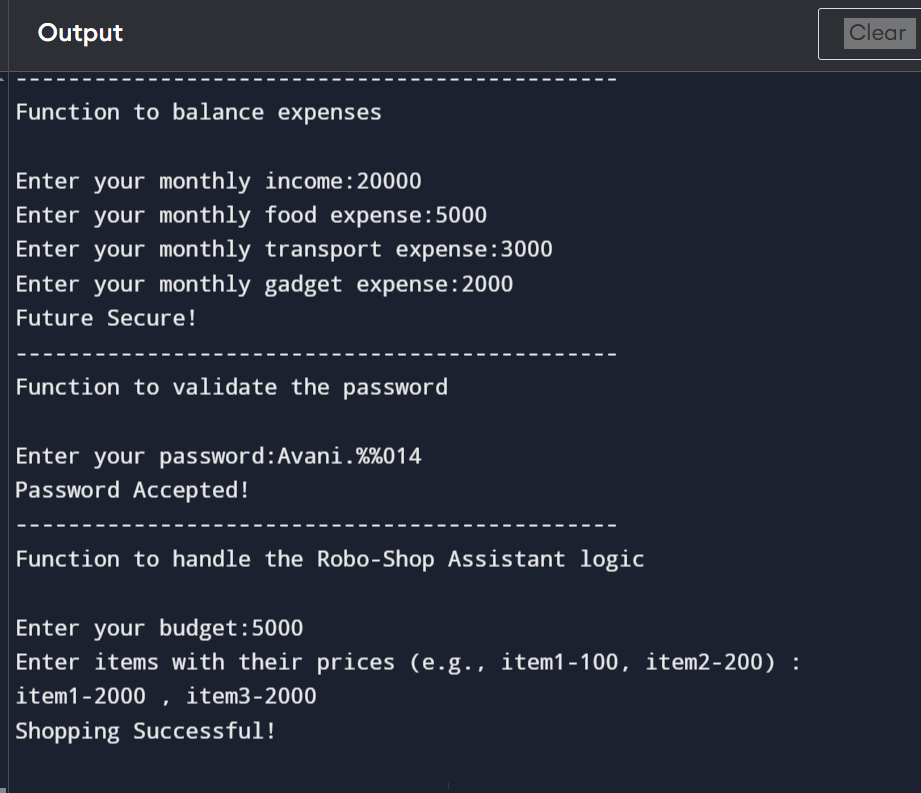 Output
Clear
----------------------------------------------
Function to balance expenses
Enter your monthly income:20000
Enter your monthly food expense:5000
Enter your monthly transport expense:3000
Enter your monthly gadget expense:2000
Future Secure!
----------------------------------------------
Function to validate the password
Enter your password:Avani.%%014
Password Accepted!
----------------------------------------------
Function to handle the Robo-Shop Assistant logic
Enter your budget:5000
Enter items with their prices (e.g., item1-100, item2-200) :
item1-2000 , item3-2000
Shopping Successful!